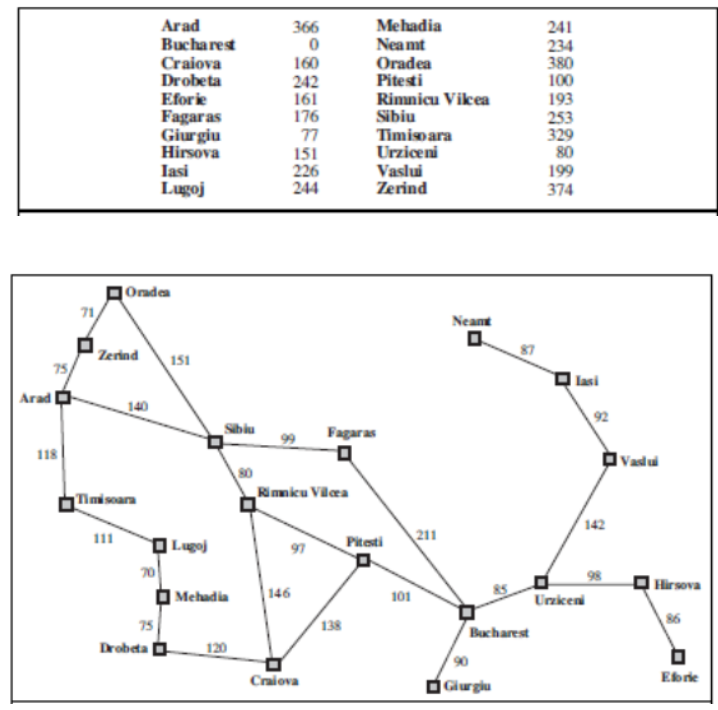 Arad 366 Mehadia 241
Bucharest 0 Neamt 234
Craiova 160 Oradea 380
Drobeta 242 Pitesti 100
Eforie 161 Rimnicu Vilcea 193
Fagaras 176 Sibiu 253
Giurgiu 77 Timisoara 329
Hirsova 151 Urziceni 80
Iasi 226 Vaslui 199
Lugoj 244 Zerind 374
Oradea
71
Neamt
Zerind
87
151
75
Iasi
Arad
140
92
Sibiu
Fagaras
99
118
Vaslui
80
Timisoara
Rimnicu Vilcea
111
142
Lugoj
97
Pitesti
211
70
98
Hirsova
85
Mehadia
146
101
Urziceni
86
75
138
Bucharest
Drobeta
120
90
Eforie
Craiova
Giurgiu